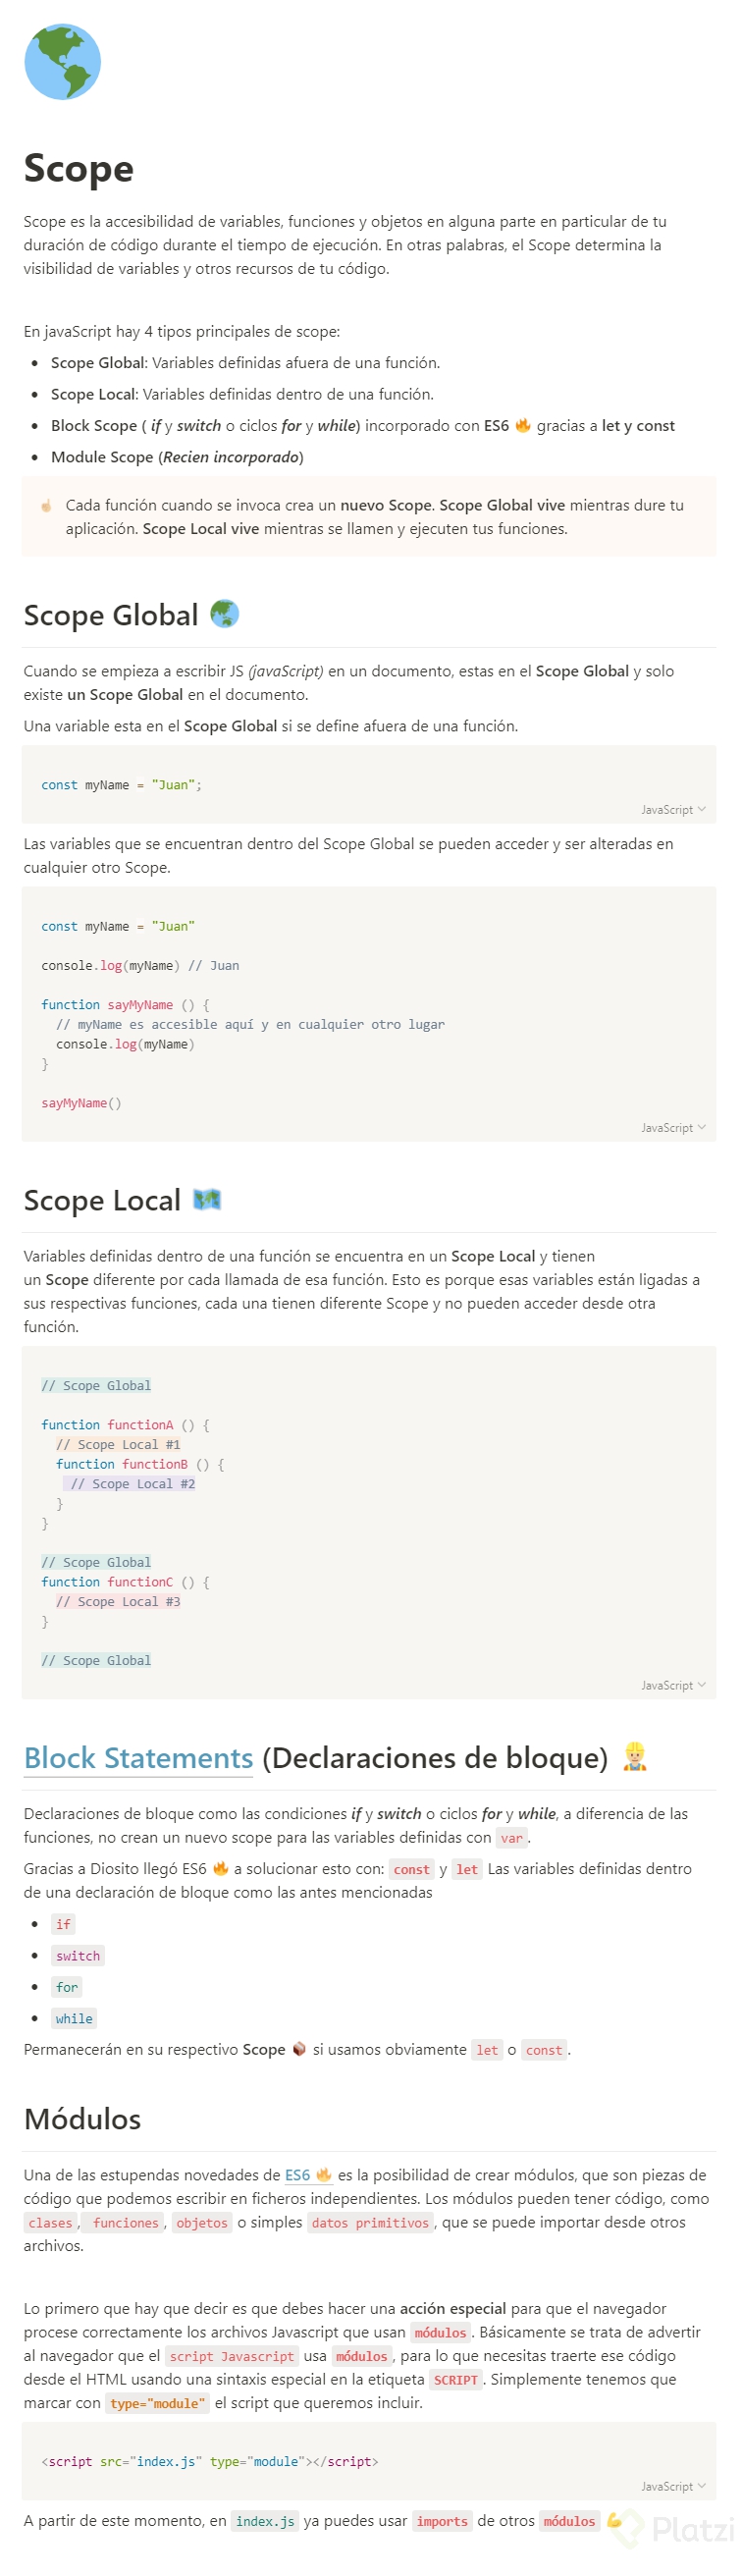 Scope
Scope es la accesibilidad de variables, funciones y objetos en alguna parte en particular de tu
duración de código durante el tiempo de ejecución. En otras palabras, el Scope determina la
visibilidad de variables y otros recursos de tu código.
En javaScript hay 4 tipos principales de scope:
• Scope Global: Variables definidas afuera de una función.
• Scope Local: Variables definidas dentro de una función.
• Block Scope ( if y switch o ciclos for y while) incorporado con ES6 🔥 gracias a let y const
• Module Scope (Recien incorporado)
☝🏼 Cada función cuando se invoca crea un nuevo Scope. Scope Global vive mientras dure tu
aplicación. Scope Local vive mientras se llamen y ejecuten tus funciones.
Scope Global 🌏
Cuando se empieza a escribir JS (javaScript) en un documento, estas en el Scope Global y solo
existe un Scope Global en el documento.
Una variable esta en el Scope Global si se define afuera de una función.
const myName = "Juan";
JavaScript
Las variables que se encuentran dentro del Scope Global se pueden acceder y ser alteradas en
cualquier otro Scope.
const myName = "Juan"
console.log(myName) // Juan
function sayMyName () {
// myName es accesible aquí y en cualquier otro lugar
console.log(myName)
}
sayMyName()
JavaScript
Scope Local 🗺️
Variables definidas dentro de una función se encuentra en un Scope Local y tienen
un Scope diferente por cada llamada de esa función. Esto es porque esas variables están ligadas a
sus respectivas funciones, cada una tienen diferente Scope y no pueden acceder desde otra
función.
// Scope Global
function functionA () {
// Scope Local #1
function functionB () {
// Scope Local #2
}
}
// Scope Global
function functionC () {
// Scope Local #3
}
// Scope Global
JavaScript
Block Statements (Declaraciones de bloque) 👷🏼
Declaraciones de bloque como las condiciones if y switch o ciclos for y while, a diferencia de las
funciones, no crean un nuevo scope para las variables definidas con var.
Gracias a Diosito llegó ES6 🔥 a solucionar esto con: const y let Las variables definidas dentro
de una declaración de bloque como las antes mencionadas
• if
• switch
• for
• while
Permanecerán en su respectivo Scope si usamos obviamente let o const.
Módulos
Una de las estupendas novedades de ES6 🔥 es la posibilidad de crear módulos, que son piezas de
código que podemos escribir en ficheros independientes. Los módulos pueden tener código, como
clases, funciones, objetos o simples datos primitivos, que se puede importar desde otros
archivos.
Lo primero que hay que decir es que debes hacer una acción especial para que el navegador
procese correctamente los archivos Javascript que usan módulos. Básicamente se trata de advertir
al navegador que el script Javascript usa módulos, para lo que necesitas traerte ese código
desde el HTML usando una sintaxis especial en la etiqueta SCRIPT. Simplemente tenemos que
marcar con type="module" el script que queremos incluir.
<script src="index.js" type="module"></script>
JavaScript
A partir de este momento, en index.js ya puedes usar imports de otros módulos 💪
Platzi